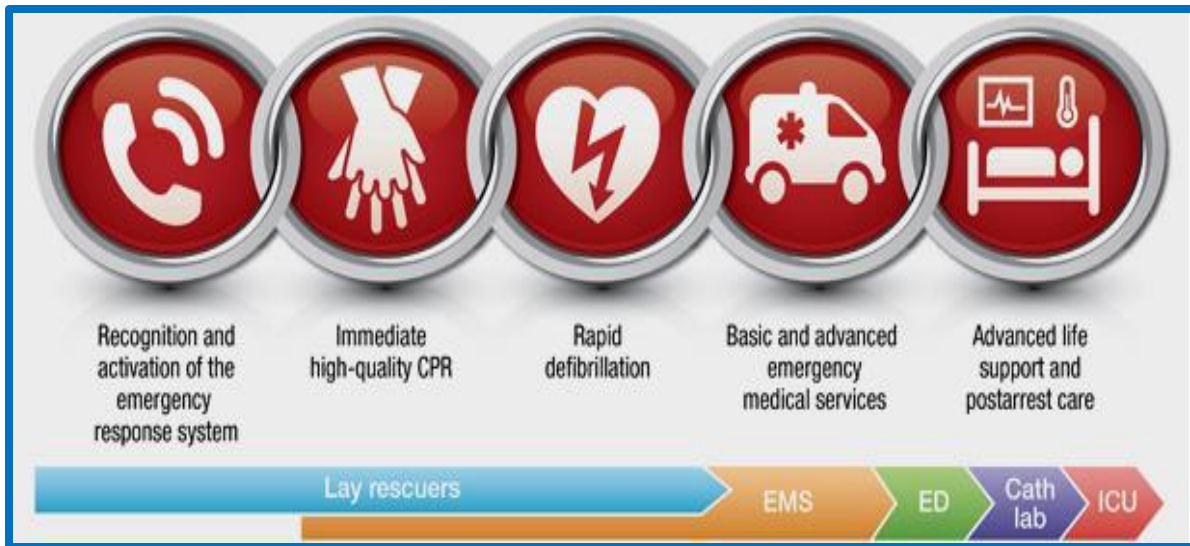 Recognition and
activation of the
emergency
response system
Immediate
high-quality CPR
Rapid
defibrillation
Basic and advanced
emergency
medical services
Advanced life
support and
postarrest care
Lay rescuers
EMS
ED
Cath
lab
ICU